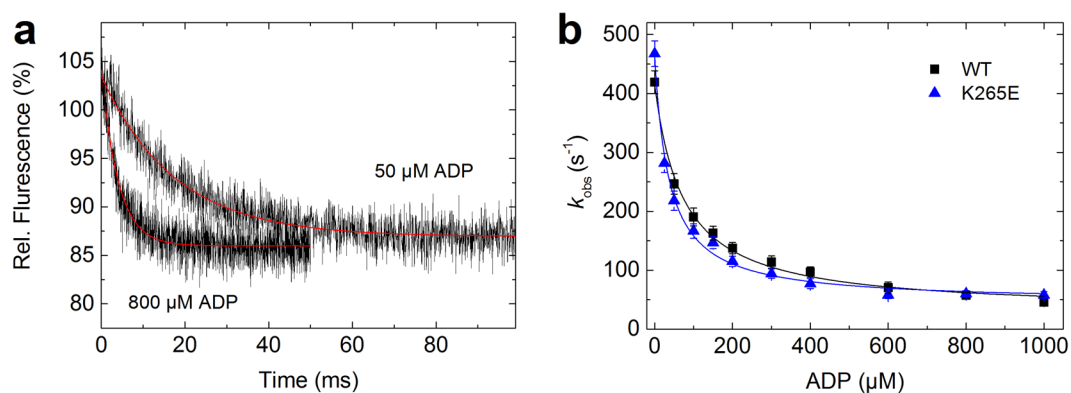 a
Rel. Flurescence (%)
105
100
95
90
85
80
50 µM ADP
800 µM ADP
0
20
40
60
80
Time (ms)
b
k_obs (s⁻¹)
500
400
300
200
100
0
WT
K265E
0
200
400
600
800
1000
ADP (µM)